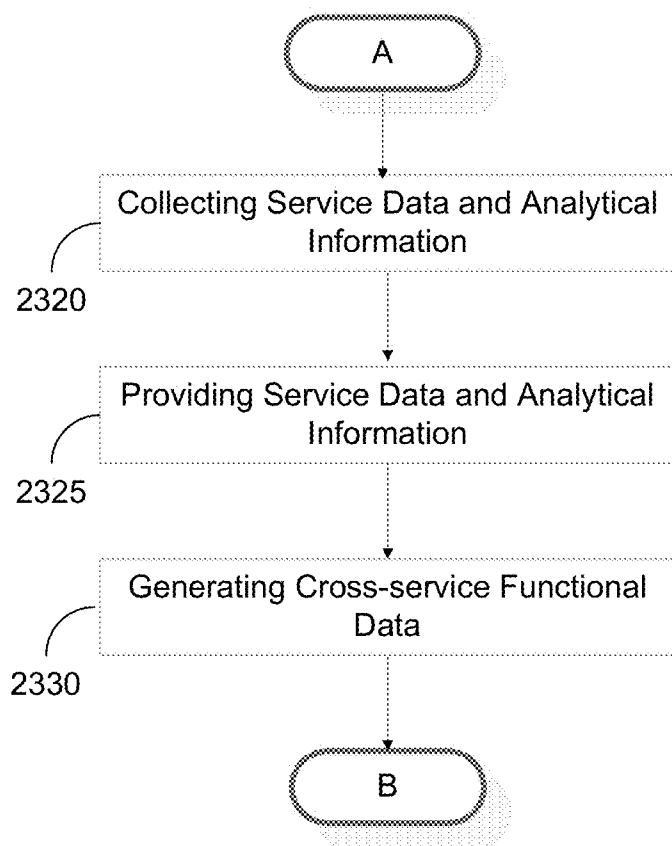 A
Collecting Service Data and Analytical
Information
2320
Providing Service Data and Analytical
Information
2325
Generating Cross-service Functional
Data
2330
B